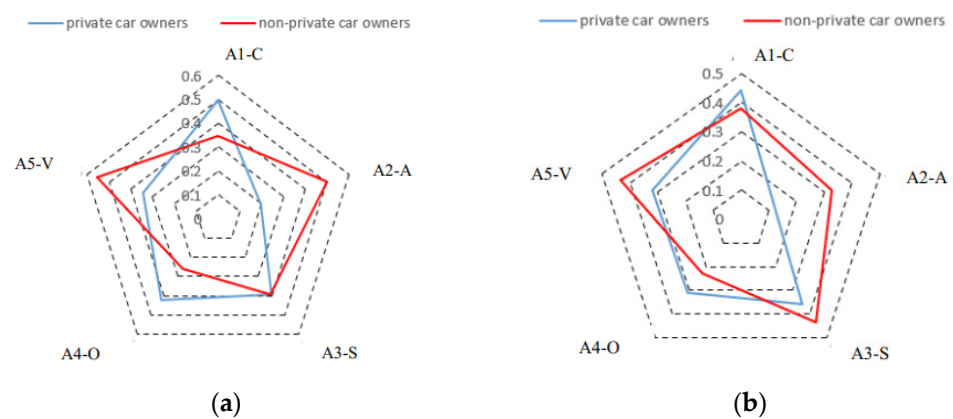 private car owners
non-private car owners
A1-C
0.6
0.5
0.4
0.3
0.2
0.1
0
A2-A
A3-S
A4-O
A5-V
(a)
private car owners
non-private car owners
A1-C
0.5
0.4
0.3
0.2
0.1
0
A2-A
A3-S
A4-O
A5-V
(b)